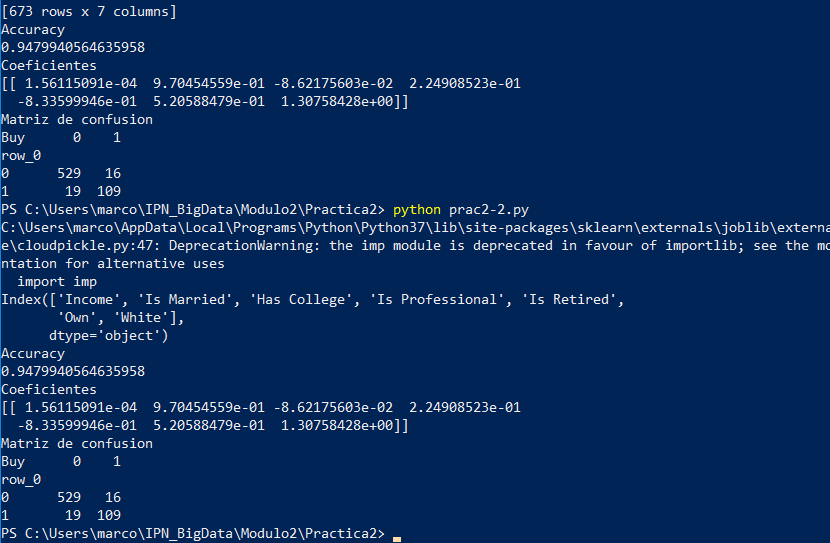 [673 rows x 7 columns]
Accuracy
0.9479940564635958
Coeficientes
[[ 1.56115091e-04  9.70454559e-01 -8.62175603e-02  2.24908523e-01
  -8.33599946e-01  5.20588479e-01  1.30758428e+00]]
Matriz de confusion
Buy      0    1
row_0
0      529   16
1       19  109
PS C:\Users\marco\IPN_BigData\Modulo2\Practica2> python prac2-2.py
C:\Users\marco\AppData\Local\Programs\Python\Python37\lib\site-packages\sklearn\externals\joblib\externa
e\cloudpickle.py:47: DeprecationWarning: the imp module is deprecated in favour of importlib; see the mo
ntation for alternative uses
  import imp
Index(['Income', 'Is Married', 'Has College', 'Is Professional', 'Is Retired',
       'Own', 'White'],
      dtype='object')
Accuracy
0.9479940564635958
Coeficientes
[[ 1.56115091e-04  9.70454559e-01 -8.62175603e-02  2.24908523e-01
  -8.33599946e-01  5.20588479e-01  1.30758428e+00]]
Matriz de confusion
Buy      0    1
row_0
0      529   16
1       19  109
PS C:\Users\marco\IPN_BigData\Modulo2\Practica2>